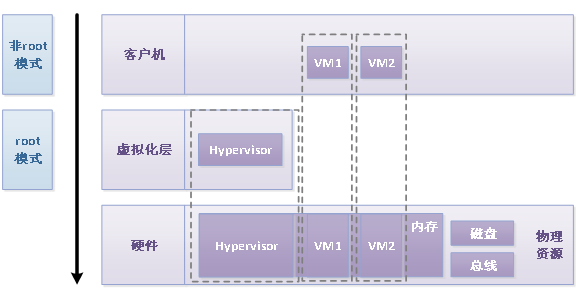 非root
模式
客户机
VM1
VM2
root
模式
虚拟化层
Hypervisor
硬件
Hypervisor
VM1
VM2
内存
磁盘
总线
物理
资源